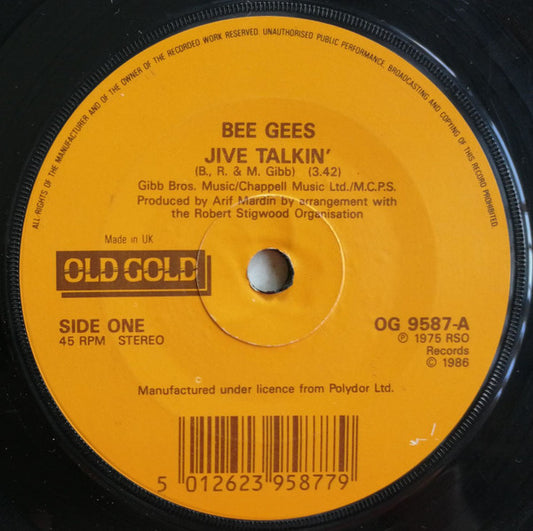 ALL RIGHTS OF THE MANUFACTURER AND OF THE OWNER OF THE RECORDED WORK RESERVED. UNAUTHORISED PUBLIC PERFORMANCE, BROADCASTING AND COPYING OF THIS RECORD PROHIBITED.
BEE GEES
JIVE TALKIN'
(B., R. & M. Gibb) (3.42)
Gibb Bros. Music/Chappell Music Ltd./M.C.P.S.
Produced by Arif Mardin by arrangement with
the Robert Stigwood Organisation
Made in UK
OLD GOLD
SIDE ONE
45 RPM STEREO
OG 9587-A
℗ 1975 RSO
Records
© 1986
Manufactured under licence from Polydor Ltd.
5 012623 958779